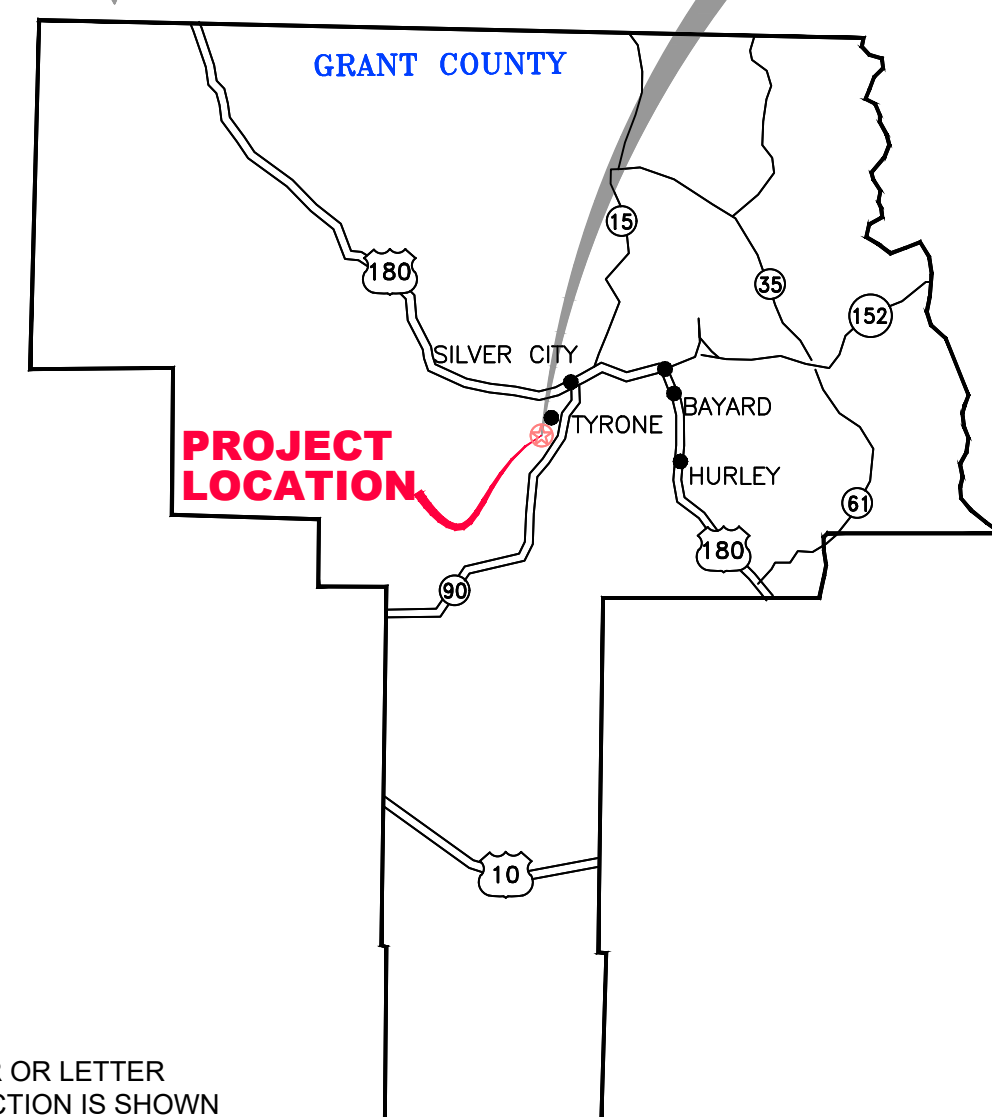 GRANT COUNTY
15
180
35
152
SILVER CITY
BAYARD
TYRONE
PROJECT
LOCATION
HURLEY
61
180
90
10
OR LETTER
CTION IS SHOWN